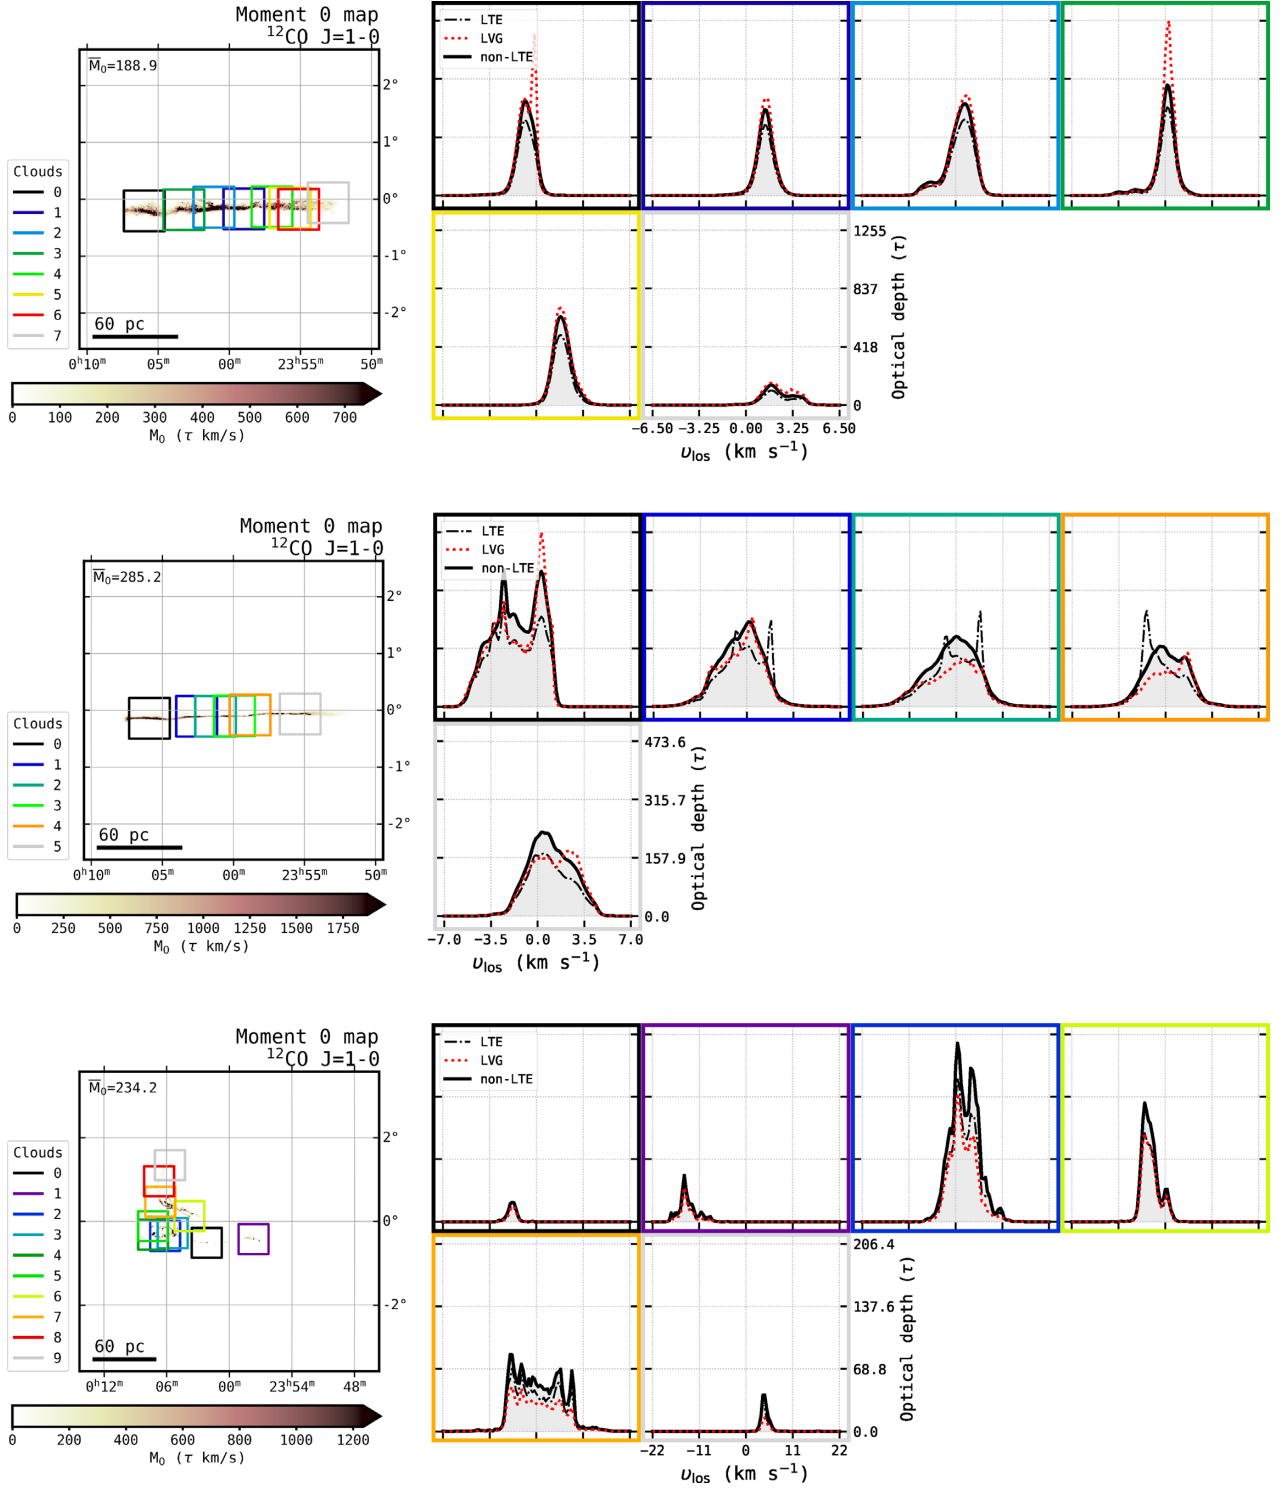 Moment 0 map
¹²CO J=1-0
M̅₀=188.9
2°
1°
0°
-1°
-2°
Clouds
0
1
2
3
4
5
6
7
60 pc
0ʰ10ᵐ 05ᵐ 00ᵐ 23ʰ55ᵐ 50ᵐ
0 100 200 300 400 500 600 700
M₀ (τ km/s)
LTE
LVG
non-LTE
1255
837
418
0
Optical depth (τ)
−6.50 −3.25 0.00 3.25 6.50
υlos (km s⁻¹)
Moment 0 map
¹²CO J=1-0
M̅₀=285.2
2°
1°
0°
-1°
-2°
Clouds
0
1
2
3
4
5
60 pc
0ʰ10ᵐ 05ᵐ 00ᵐ 23ʰ55ᵐ 50ᵐ
0 250 500 750 1000 1250 1500 1750
M₀ (τ km/s)
LTE
LVG
non-LTE
473.6
315.7
157.9
0.0
Optical depth (τ)
−7.0 −3.5 0.0 3.5 7.0
υlos (km s⁻¹)
Moment 0 map
¹²CO J=1-0
M̅₀=234.2
2°
0°
-2°
Clouds
0
1
2
3
4
5
6
7
8
9
60 pc
0ʰ12ᵐ 06ᵐ 00ᵐ 23ʰ54ᵐ 48ᵐ
0 200 400 600 800 1000 1200
M₀ (τ km/s)
LTE
LVG
non-LTE
206.4
137.6
68.8
0.0
Optical depth (τ)
−22 −11 0 11 22
υlos (km s⁻¹)